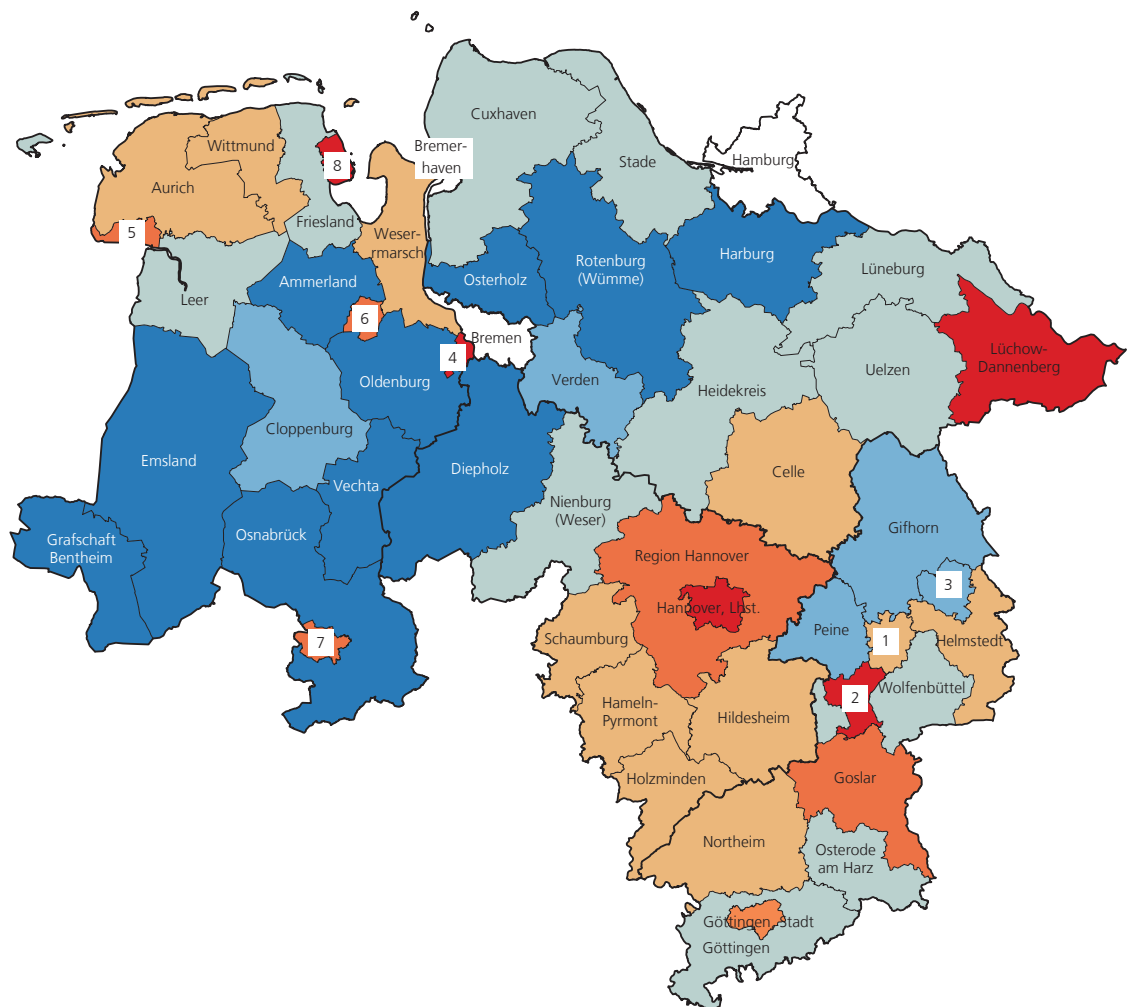 Cuxhaven
Bremer-
haven
Stade
Hamburg
Wittmund
8
Aurich
Friesland
5
Weser-
marsch
Rotenburg
(Wümme)
Harburg
Lüneburg
Ammerland
Osterholz
Leer
6
Bremen
4
Lüchow-
Dannenberg
Uelzen
Oldenburg
Verden
Heidekreis
Cloppenburg
Emsland
Vechta
Diepholz
Celle
Nienburg
(Weser)
Gifhorn
Grafschaft
Bentheim
Osnabrück
Region Hannover
3
Hannover, Lhst.
7
Schaumburg
Peine
1
Helmstedt
Wolfenbüttel
2
Hameln-
Pyrmont
Hildesheim
Holzminden
Goslar
Northeim
Osterode
am Harz
Göttingen, Stadt
Göttingen